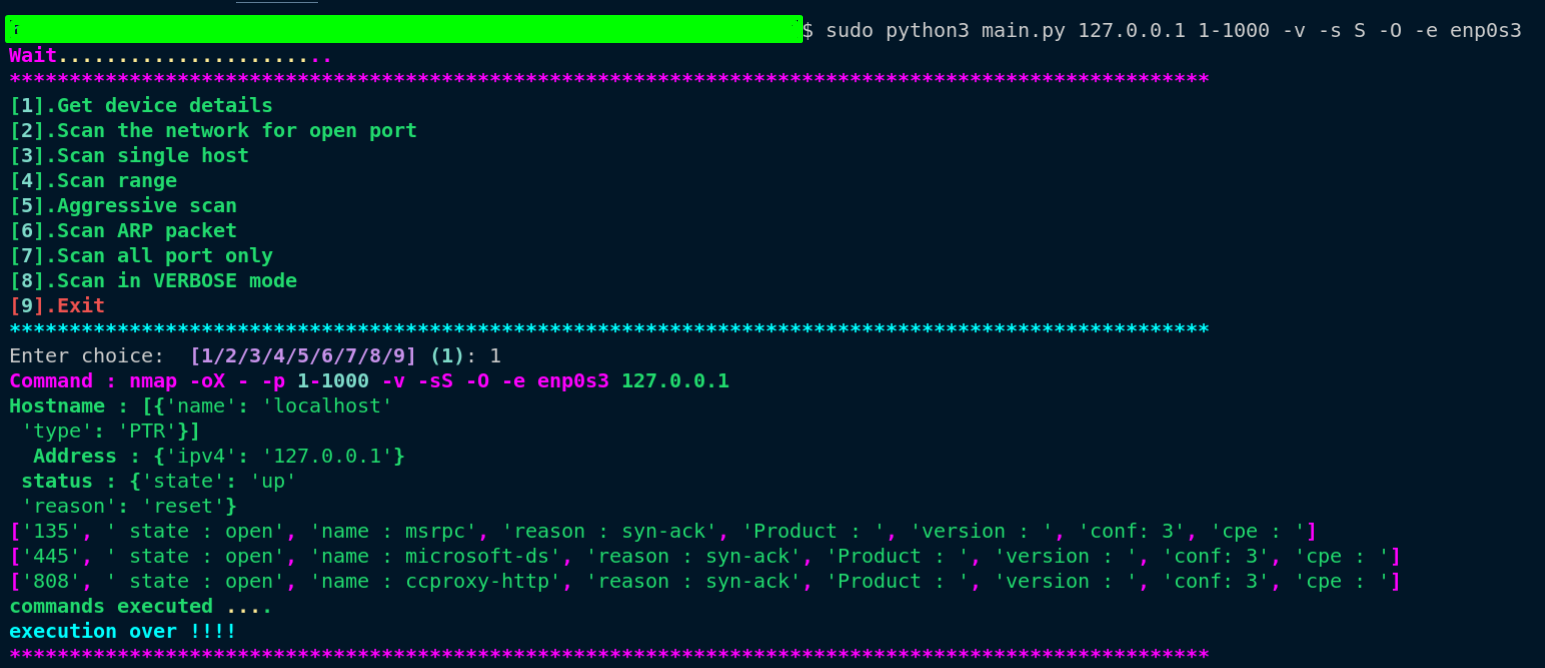 $ sudo python3 main.py 127.0.0.1 1-1000 -v -s S -O -e enp0s3
Wait.......................
****************************************************************************************************
[1].Get device details
[2].Scan the network for open port
[3].Scan single host
[4].Scan range
[5].Aggressive scan
[6].Scan ARP packet
[7].Scan all port only
[8].Scan in VERBOSE mode
[9].Exit
****************************************************************************************************
Enter choice:  [1/2/3/4/5/6/7/8/9] (1): 1
Command : nmap -oX - -p 1-1000 -v -sS -O -e enp0s3 127.0.0.1
Hostname : [{'name': 'localhost'
 'type': 'PTR'}]
  Address : {'ipv4': '127.0.0.1'}
 status : {'state': 'up'
 'reason': 'reset'}
['135', ' state : open', 'name : msrpc', 'reason : syn-ack', 'Product : ', 'version : ', 'conf: 3', 'cpe : ']
['445', ' state : open', 'name : microsoft-ds', 'reason : syn-ack', 'Product : ', 'version : ', 'conf: 3', 'cpe : ']
['808', ' state : open', 'name : ccproxy-http', 'reason : syn-ack', 'Product : ', 'version : ', 'conf: 3', 'cpe : ']
commands executed ....
execution over !!!!
****************************************************************************************************